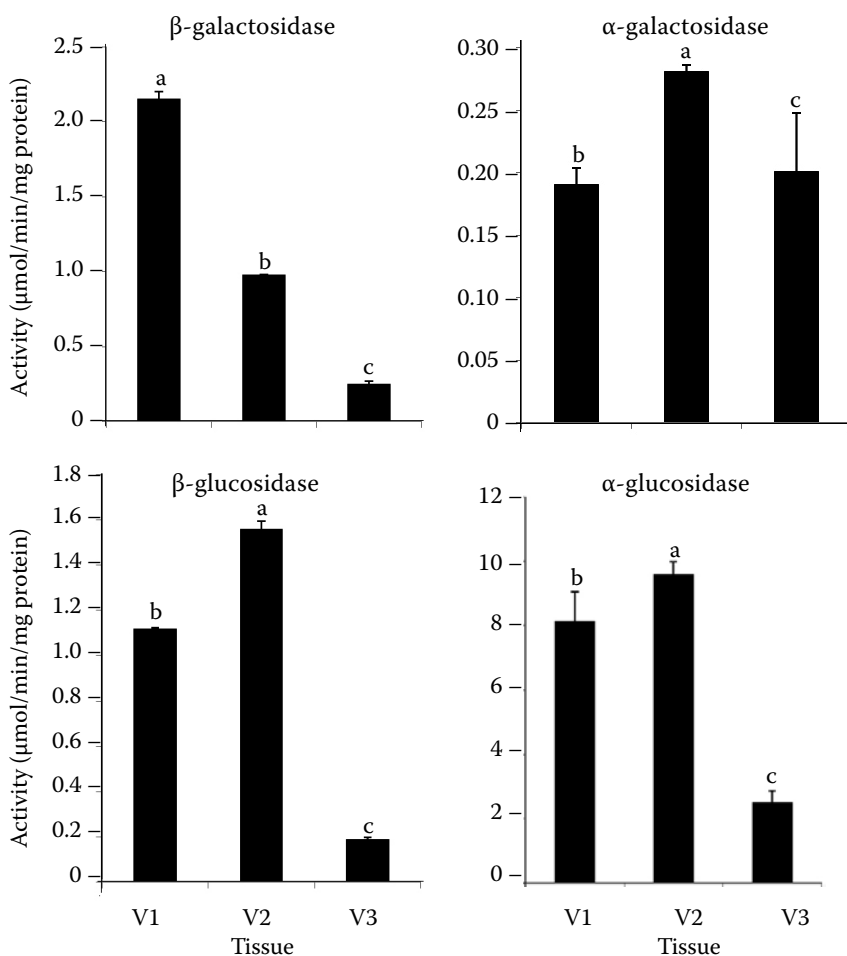 β-galactosidase
Activity (μmol/min/mg protein)
2.5
2.0
1.5
1.0
0.5
0
a
b
c
α-galactosidase
0.30
0.25
0.20
0.15
0.10
0.05
0
b
a
c
β-glucosidase
Activity (μmol/min/mg protein)
1.8
1.6
1.4
1.2
1.0
0.8
0.6
0.4
0.2
0
b
a
c
V1 V2 V3
Tissue
α-glucosidase
12
10
8
6
4
2
0
b
a
c
V1 V2 V3
Tissue